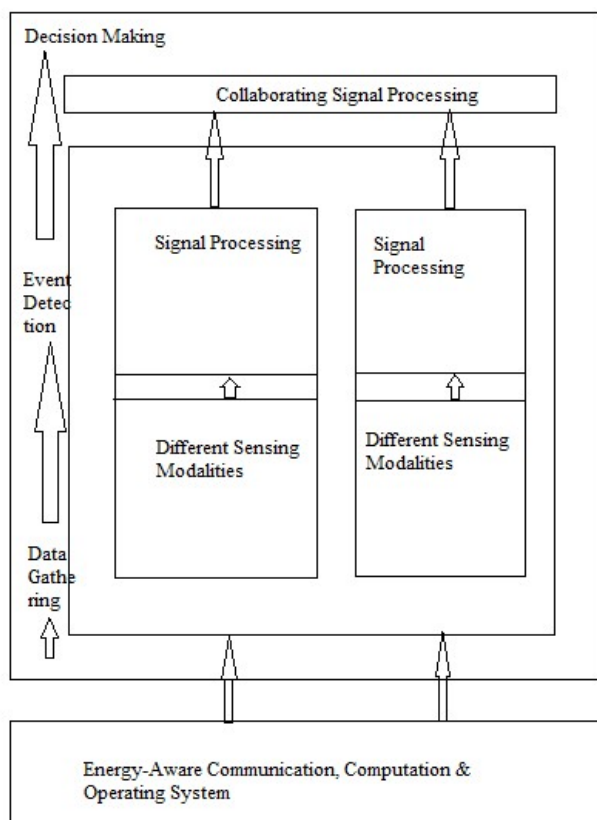 Decision Making
Collaborating Signal Processing
Signal Processing
Signal
Processing
Event
Detec
tion
Different Sensing
Modalities
Different Sensing
Modalities
Data
Gathe
ring
Energy-Aware Communication, Computation &
Operating System